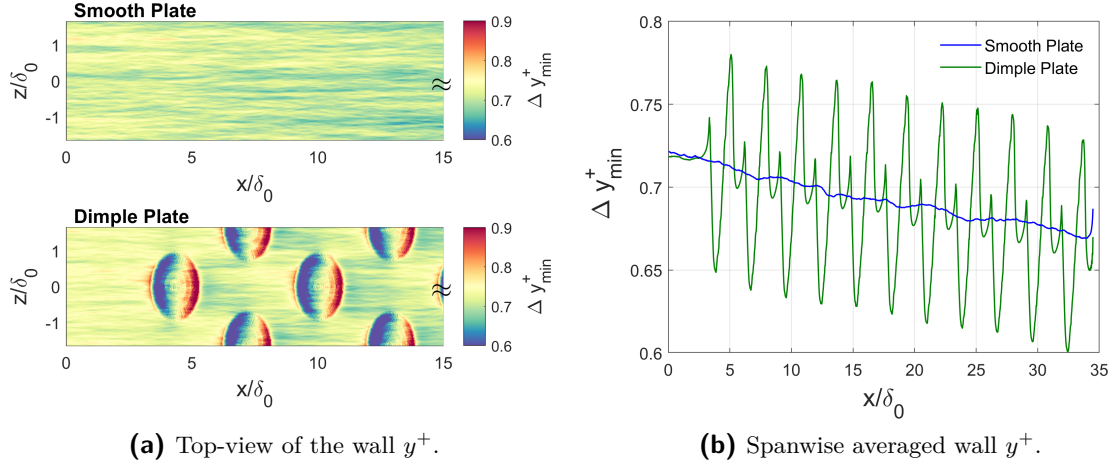 Smooth Plate
z/δ0
1
0
-1
0
5
10
15
x/δ0
≈
0.9
0.8
0.7
0.6
Δ y+min
Dimple Plate
z/δ0
1
0
-1
0
5
10
15
x/δ0
≈
0.9
0.8
0.7
0.6
Δ y+min
(a) Top-view of the wall y+.
0.8
0.75
0.7
0.65
0.6
Δ y+min
0
5
10
15
20
25
30
35
x/δ0
Smooth Plate
Dimple Plate
(b) Spanwise averaged wall y+.